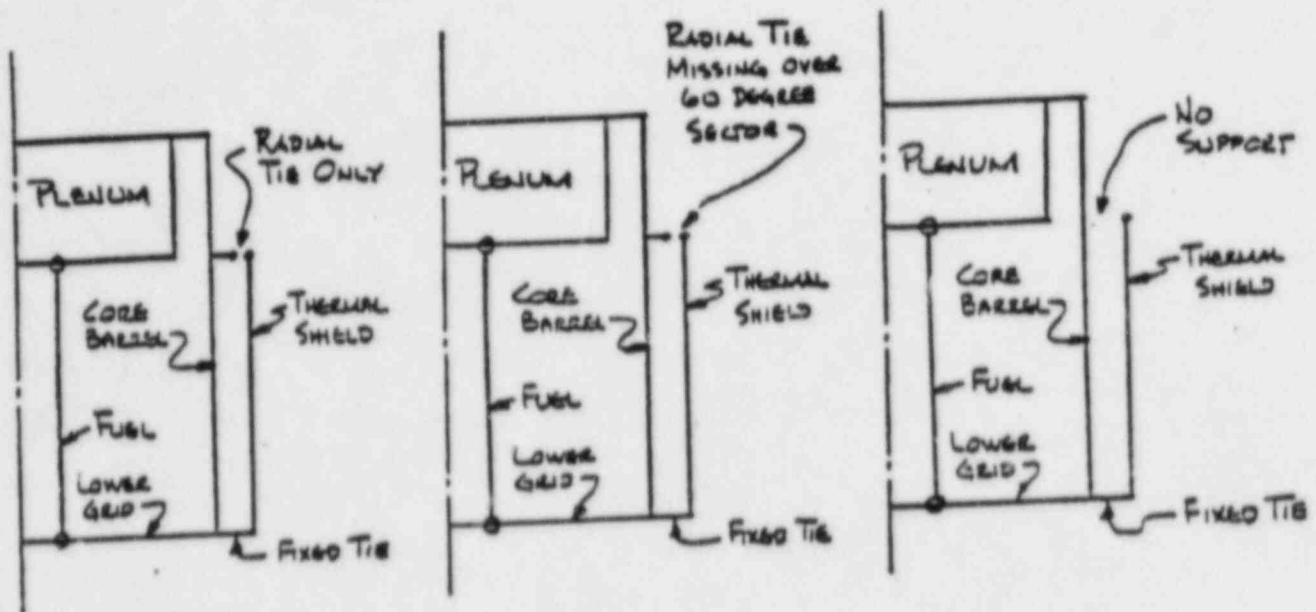 RADIAL
TIE ONLY
PLENUM
CORE
BARREL
THERMAL
SHIELD
FUEL
LOWER
GRID
FIXED TIE
RADIAL TIE
MISSING OVER
60 DEGREE
SECTOR
PLENUM
CORE
BARREL
THERMAL
SHIELD
FUEL
LOWER
GRID
FIXED TIE
NO
SUPPORT
PLENUM
CORE
BARREL
THERMAL
SHIELD
FUEL
LOWER
GRID
FIXED TIE